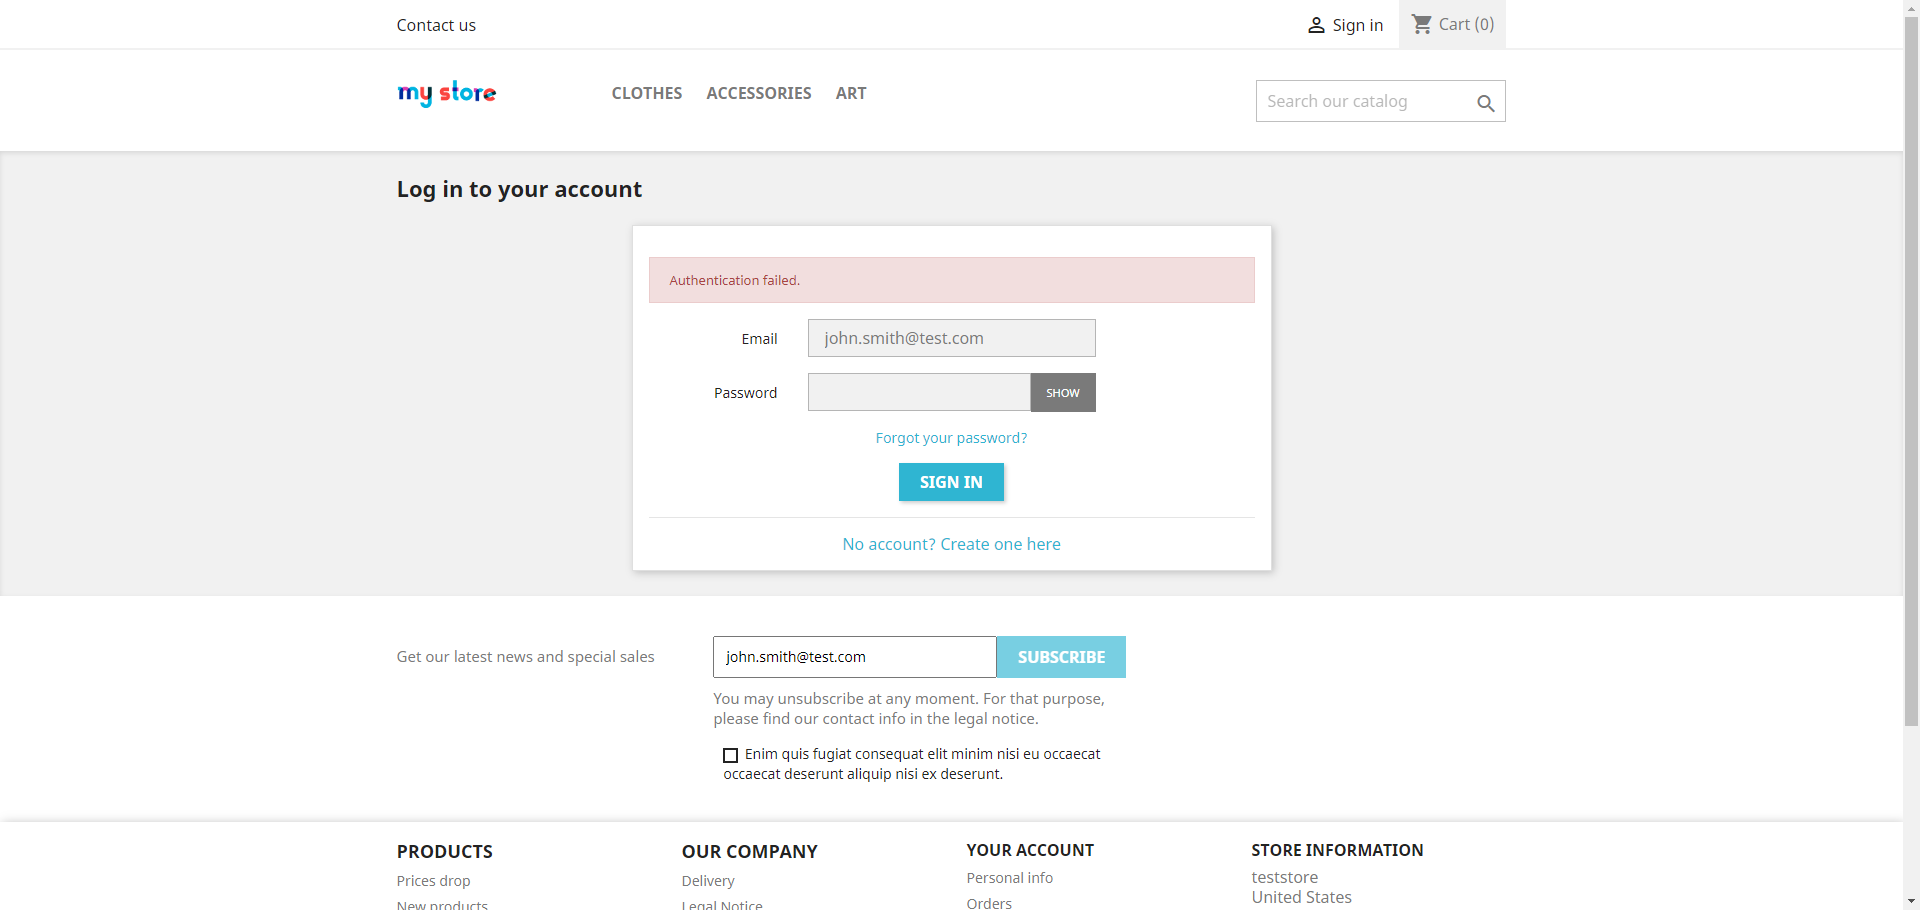 Contact us
Sign in
Cart (0)
my store
CLOTHES
ACCESSORIES
ART
Search our catalog
Log in to your account
Authentication failed.
Email
john.smith@test.com
Password
SHOW
Forgot your password?
SIGN IN
No account? Create one here
Get our latest news and special sales
john.smith@test.com
SUBSCRIBE
You may unsubscribe at any moment. For that purpose,
please find our contact info in the legal notice.
Enim quis fugiat consequat elit minim nisi eu occaecat
occaecat deserunt aliquip nisi ex deserunt.
PRODUCTS
Prices drop
New products
OUR COMPANY
Delivery
Legal Notice
YOUR ACCOUNT
Personal info
Orders
STORE INFORMATION
teststore
United States